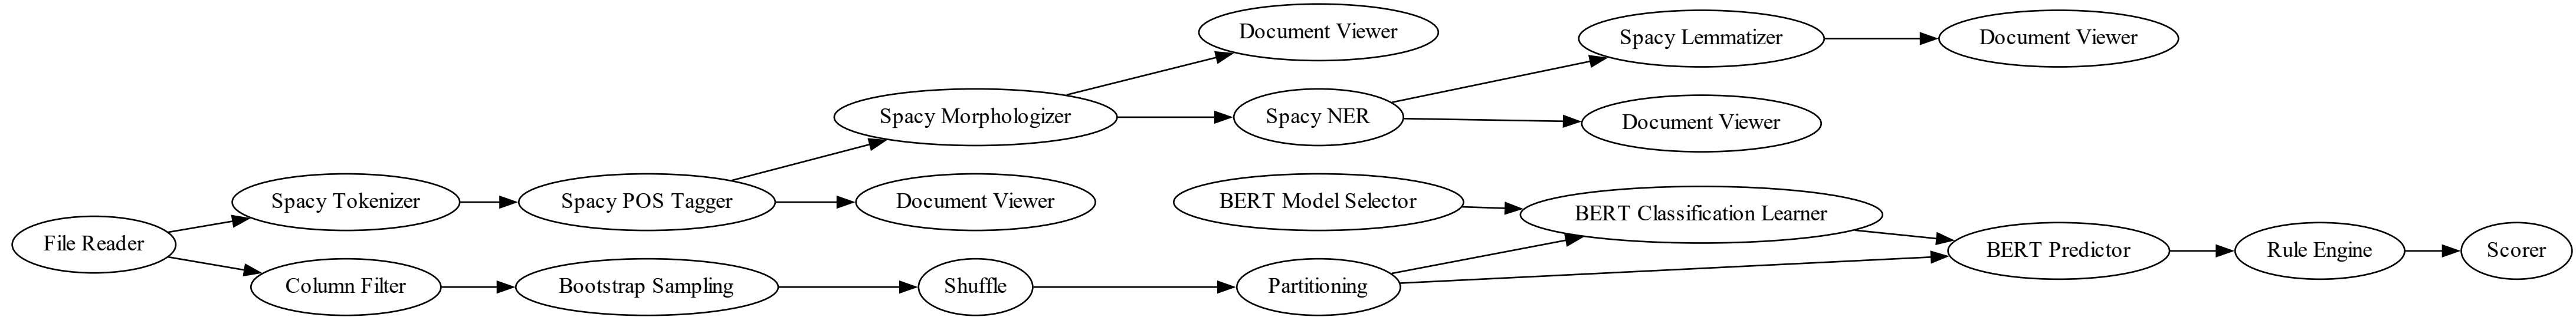 Document Viewer
Spacy Lemmatizer
Document Viewer
Spacy Morphologizer
Spacy NER
Document Viewer
Spacy Tokenizer
Spacy POS Tagger
Document Viewer
BERT Model Selector
BERT Classification Learner
File Reader
BERT Predictor
Rule Engine
Scorer
Column Filter
Bootstrap Sampling
Shuffle
Partitioning